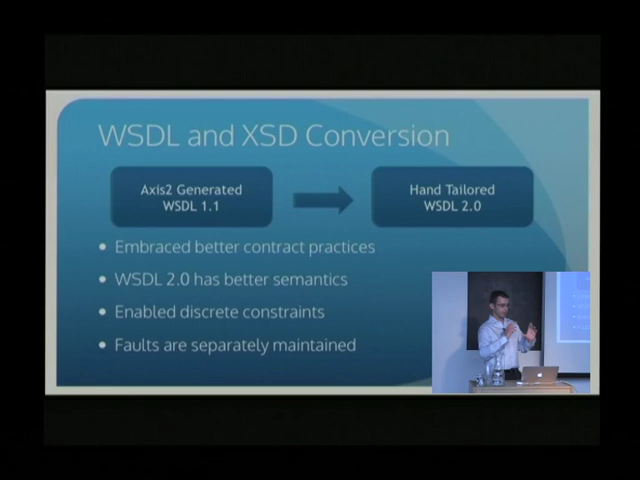 WSDL and XSD Conversion
Axis2 Generated
WSDL 1.1
Hand Tailored
WSDL 2.0
Embraced better contract practices
WSDL 2.0 has better semantics
Enabled discrete constraints
Faults are separately maintained